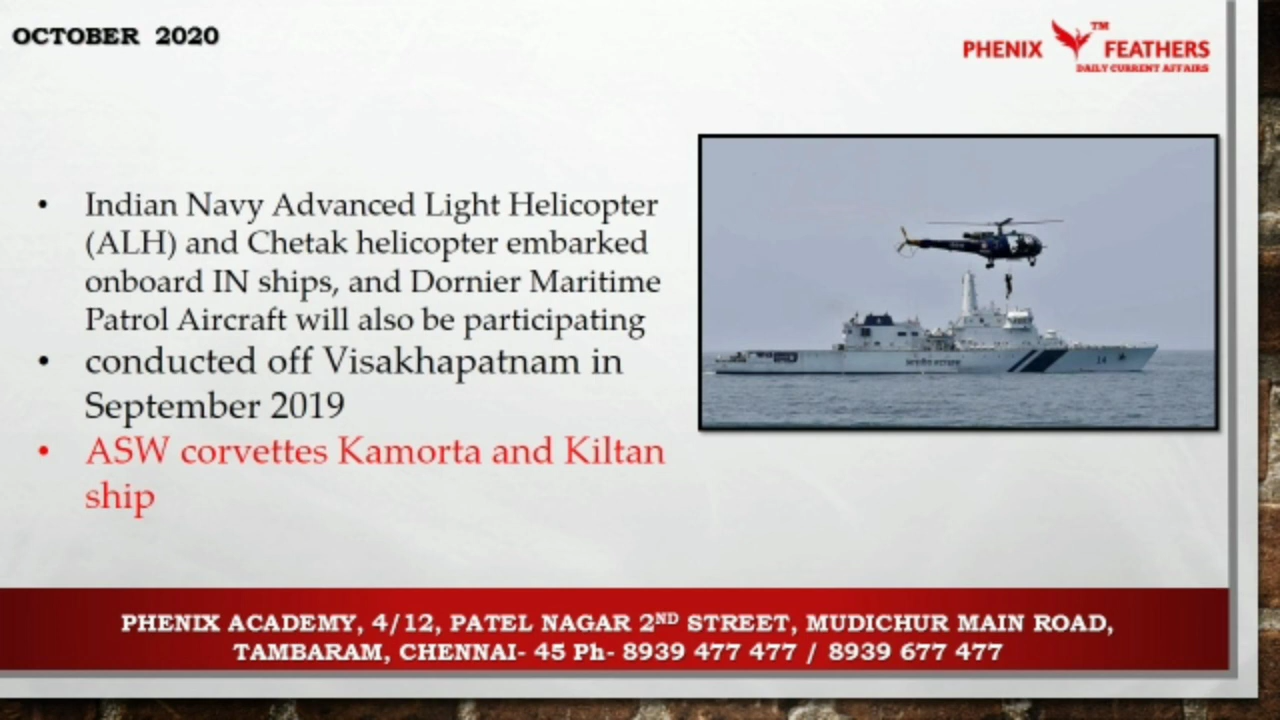 OCTOBER 2020
PHENIX FEATHERS
TM
DAILY CURRENT AFFAIRS
• Indian Navy Advanced Light Helicopter
(ALH) and Chetak helicopter embarked
onboard IN ships, and Dornier Maritime
Patrol Aircraft will also be participating
• conducted off Visakhapatnam in
September 2019
• ASW corvettes Kamorta and Kiltan
ship
14
PHENIX ACADEMY, 4/12, PATEL NAGAR 2ND STREET, MUDICHUR MAIN ROAD,
TAMBARAM, CHENNAI- 45 Ph- 8939 477 477 / 8939 677 477